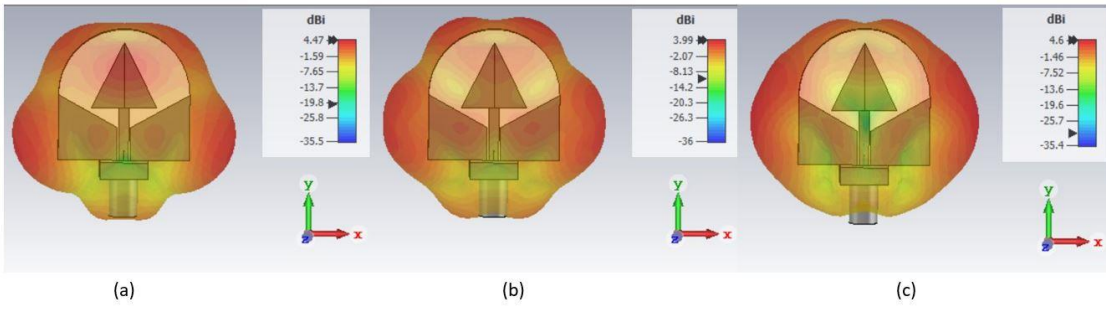 dBi
4.47
-1.59
-7.65
-13.7
-19.8
-25.8
-35.5
y
z
x
dBi
3.99
-2.07
-8.13
-14.2
-20.3
-26.3
-36
y
z
x
dBi
4.6
-1.46
-7.52
-13.6
-19.6
-25.7
-35.4
y
z
x
(a)
(b)
(c)